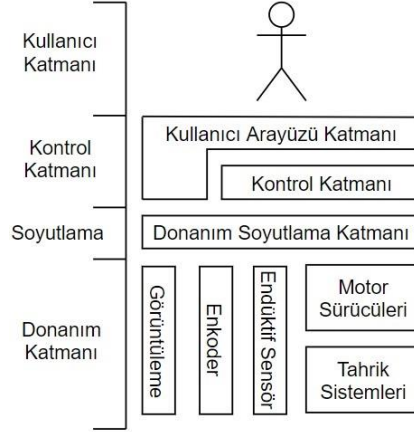 Kullanıcı
Katmanı
Kullanıcı Arayüzü Katmanı
Kontrol
Katmanı
Kontrol Katmanı
Soyutlama
Donanım Soyutlama Katmanı
Donanım
Katmanı
Görüntüleme
Enkoder
Endüktif Sensör
Motor
Sürücüleri
Tahrik
Sistemleri